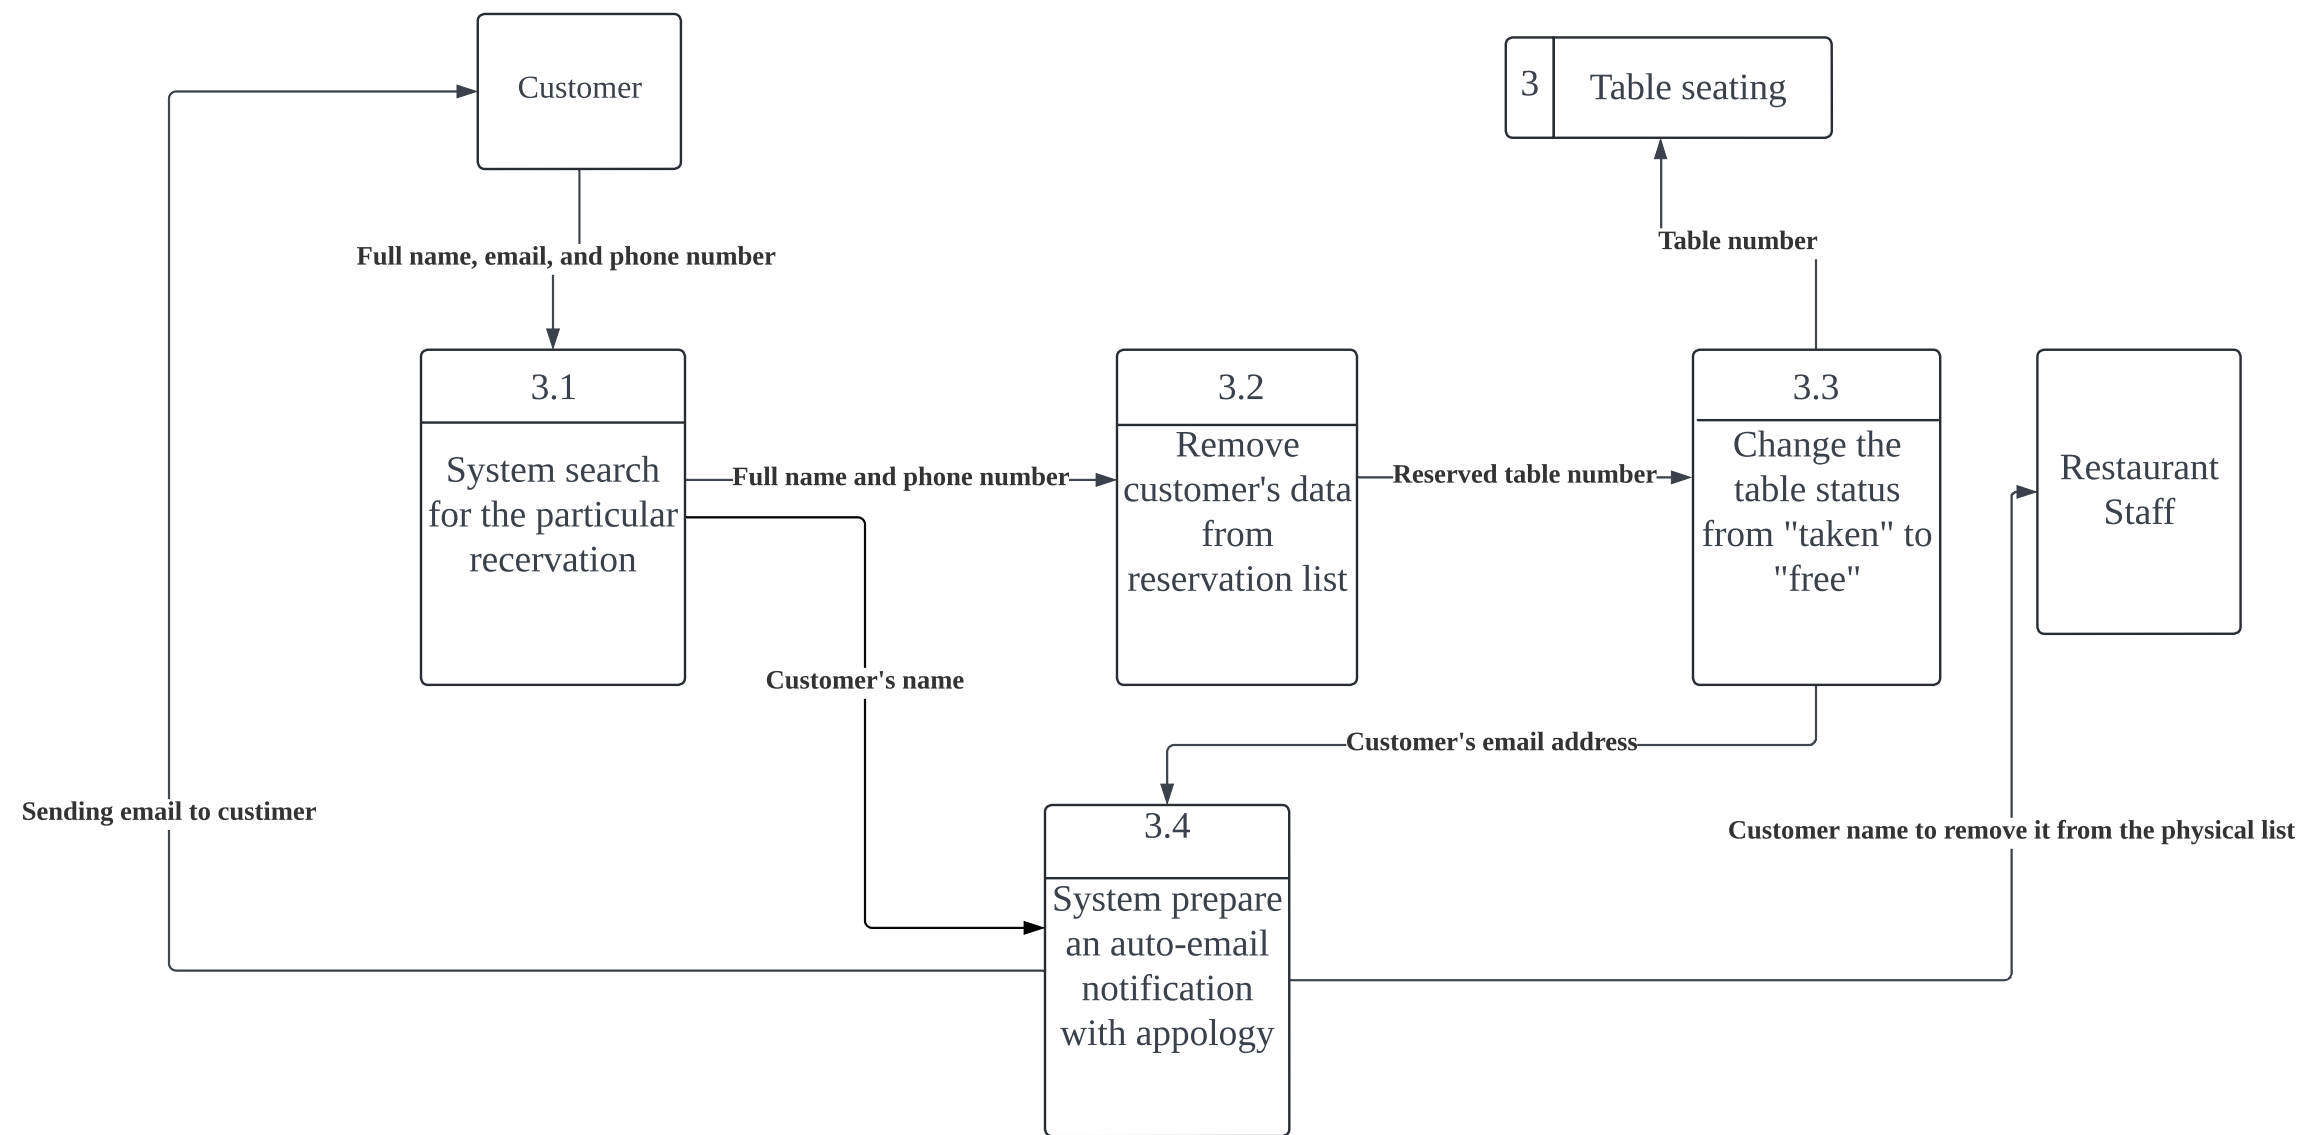 Customer
3
Table seating
Table number
Full name, email, and phone number
3.1
System search
for the particular
recervation
Full name and phone number
3.2
Remove
customer's data
from
reservation list
Reserved table number
3.3
Change the
table status
from "taken" to
"free"
Restaurant
Staff
Customer's name
Customer's email address
Sending email to custimer
Customer name to remove it from the physical list
3.4
System prepare
an auto-email
notification
with appology